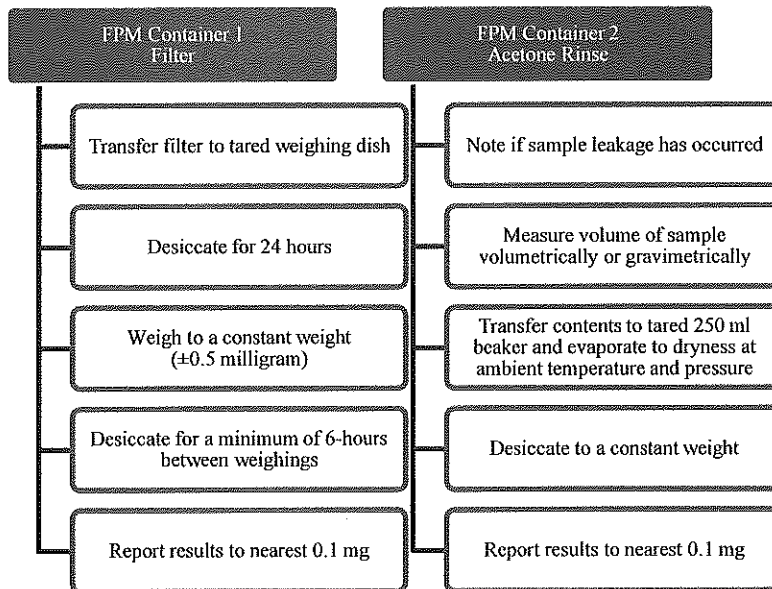 FPM Container 1
Filter
Transfer filter to tared weighing dish
Desiccate for 24 hours
Weigh to a constant weight
(±0.5 milligram)
Desiccate for a minimum of 6-hours
between weighings
Report results to nearest 0.1 mg
FPM Container 2
Acetone Rinse
Note if sample leakage has occurred
Measure volume of sample
volumetrically or gravimetrically
Transfer contents to tared 250 ml
beaker and evaporate to dryness at
ambient temperature and pressure
Desiccate to a constant weight
Report results to nearest 0.1 mg